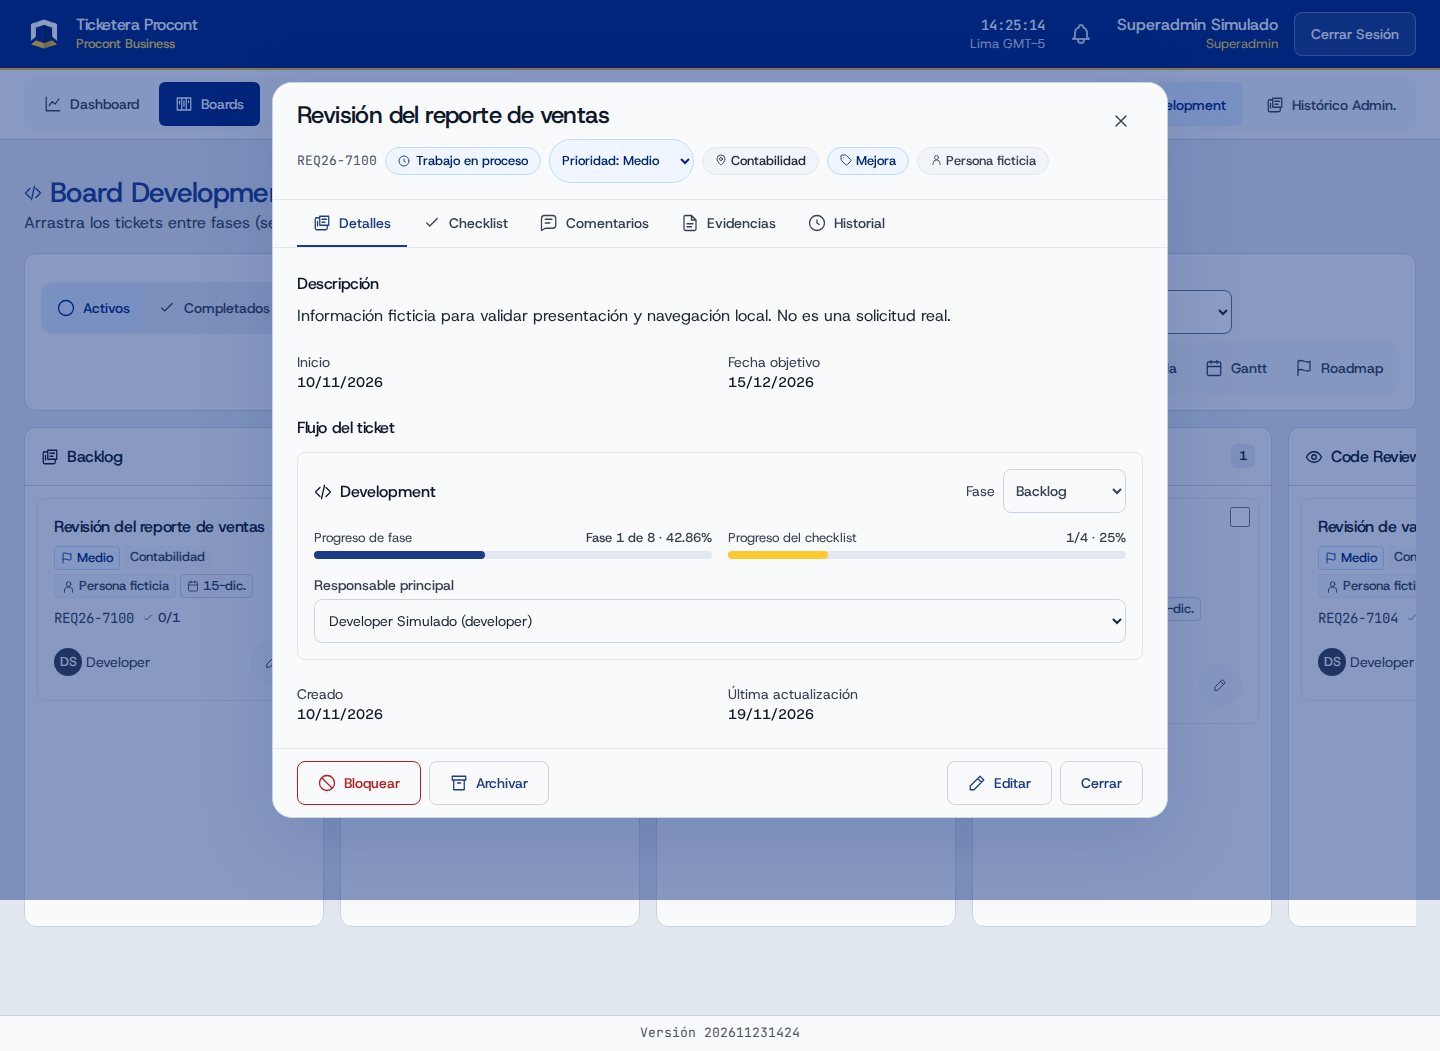 Ticketera Procont
Procont Business
14:25:14
Lima GMT-5
Superadmin Simulado
Superadmin
Cerrar Sesión
Dashboard
Boards
Histórico Admin.
Board
Arrastra los tickets entre fases
Activos
Completados
Gantt
Roadmap
Revisión del reporte de ventas
REQ26-7100
Trabajo en proceso
Prioridad: Medio
Contabilidad
Mejora
Persona ficticia
Detalles
Checklist
Comentarios
Evidencias
Historial
Descripción
Información ficticia para validar presentación y navegación local. No es una solicitud real.
Inicio
10/11/2026
Fecha objetivo
15/12/2026
Flujo del ticket
Development
Fase
Backlog
Progreso de fase
Fase 1 de 8 · 42.86%
Progreso del checklist
1/4 · 25%
Responsable principal
Developer Simulado (developer)
Creado
10/11/2026
Última actualización
19/11/2026
Bloquear
Archivar
Editar
Cerrar
Backlog
Revisión del reporte de ventas
Medio
Contabilidad
Persona ficticia
15-dic.
REQ26-7100
0/1
DS
Developer
1
Code Review
Revisión de
Medio
REQ26-7104
Persona
DS
Developer
Versión 202611231424